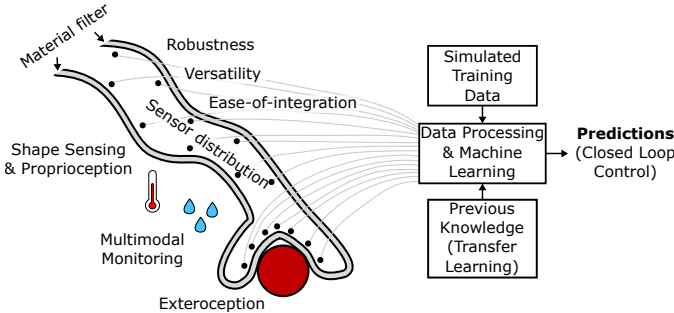 Material filter
Robustness
Versatility
Ease-of-integration
Sensor distribution
Shape Sensing
& Proprioception
Multimodal
Monitoring
Exteroception
Simulated
Training
Data
Data Processing
& Machine
Learning
Previous
Knowledge
(Transfer
Learning)
Predictions
(Closed Loop
Control)